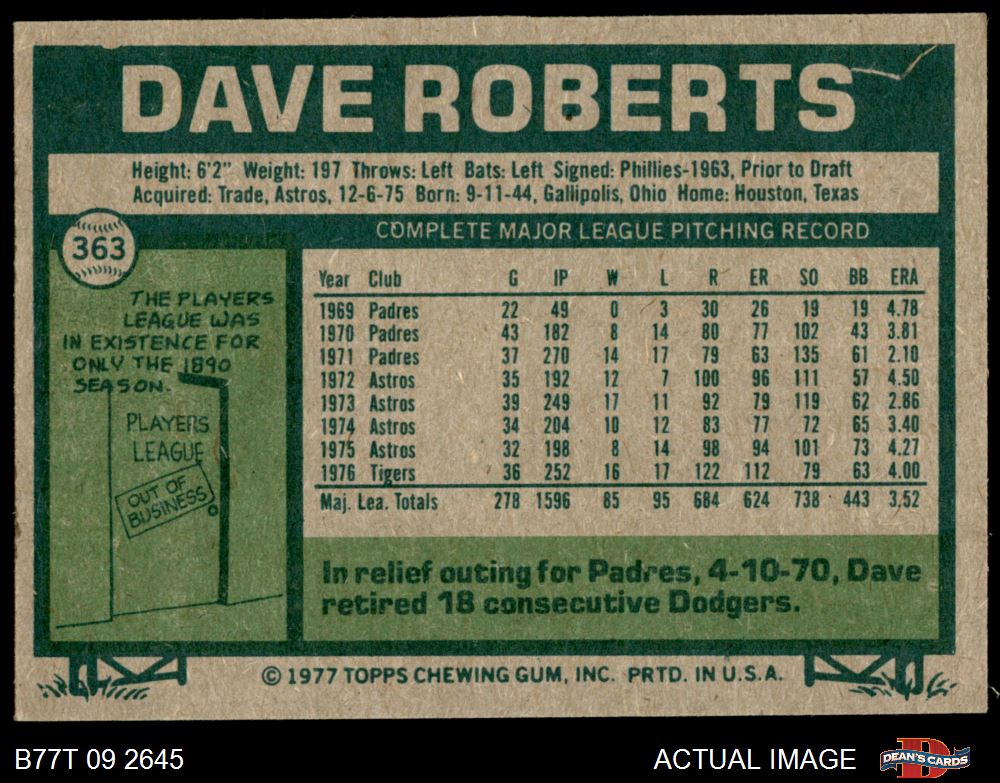 DAVE ROBERTS
Height: 6'2" Weight: 197 Throws: Left Bats: Left Signed: Phillies-1963, Prior to Draft
Acquired: Trade, Astros, 12-6-75 Born: 9-11-44, Gallipolis, Ohio Home: Houston, Texas
363
COMPLETE MAJOR LEAGUE PITCHING RECORD
THE PLAYERS
LEAGUE WAS
IN EXISTENCE FOR
ONLY THE 1890
SEASON.
PLAYERS
LEAGUE
OUT OF
BUSINESS
Year Club G IP W L R ER SO BB ERA
1969 Padres 22 49 0 3 30 26 19 19 4.78
1970 Padres 43 182 8 14 80 77 102 43 3.81
1971 Padres 37 270 14 17 79 63 135 61 2.10
1972 Astros 35 192 12 7 100 96 111 57 4.50
1973 Astros 39 249 17 11 92 79 119 62 2.86
1974 Astros 34 204 10 12 83 77 72 65 3.40
1975 Astros 32 198 8 14 98 94 101 73 4.27
1976 Tigers 36 252 16 17 122 112 79 63 4.00
Maj. Lea. Totals 278 1596 85 95 684 624 738 443 3.52
In relief outing for Padres, 4-10-70, Dave
retired 18 consecutive Dodgers.
© 1977 TOPPS CHEWING GUM, INC. PRTD. IN U.S.A.
B77T 09 2645
ACTUAL IMAGE
DEAN'S CARDS